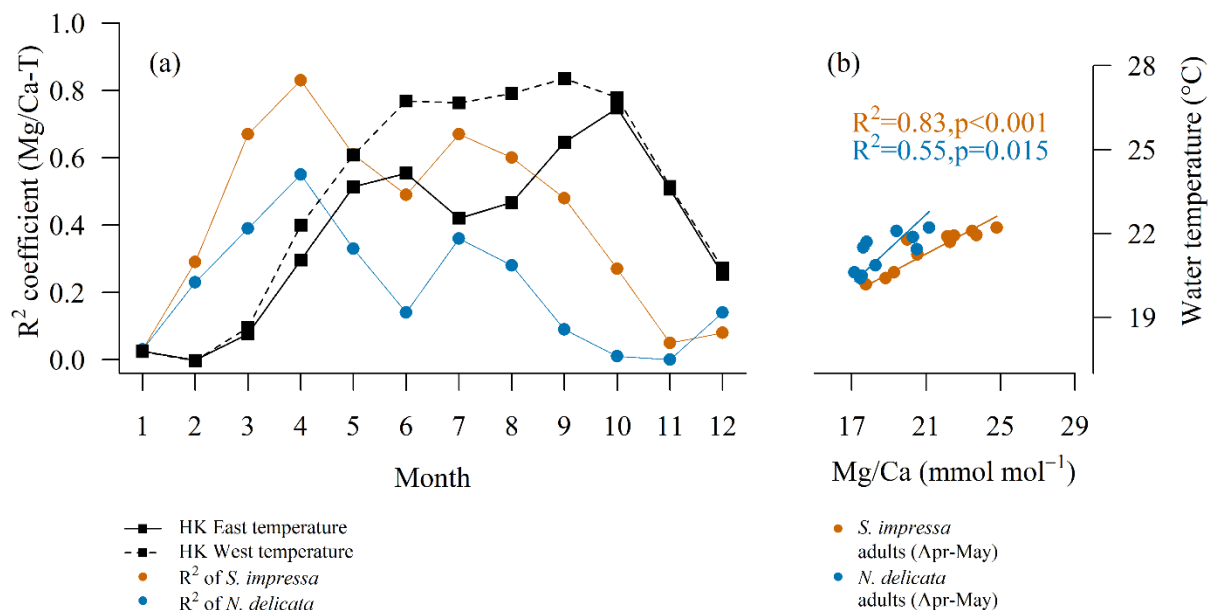 (a)
R² coefficient (Mg/Ca-T)
1.0
0.8
0.6
0.4
0.2
0.0
1 2 3 4 5 6 7 8 9 10 11 12
Month
HK East temperature
HK West temperature
R² of S. impressa
R² of N. delicata
(b)
R²=0.83,p<0.001
R²=0.55,p=0.015
28
25
22
19
Water temperature (°C)
17 21 25 29
Mg/Ca (mmol mol⁻¹)
S. impressa
adults (Apr-May)
N. delicata
adults (Apr-May)